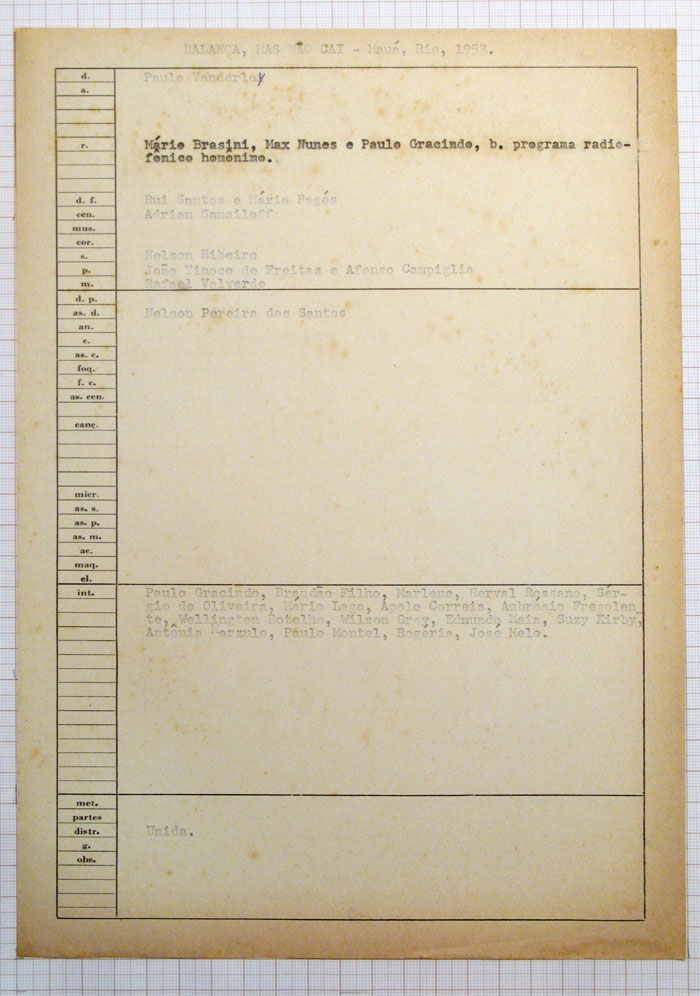 BALANÇA, MAS NÃO CAI - Mauá, Rio, 1953.
d. Paulo Vanderley
a.
r. Mário Brasini, Max Nunes e Paulo Gracindo, b. programa radio-
fonico homonimo.
d. f. Rui Santos e Mário Pagés
cen. Adrian Samailoff
mus.
cor.
s. Nelson Ribeiro
p. João Tinoco de Freitas e Afonso Campiglia
m. Rafael Valverde
d. p.
as. d. Nelson Pereira dos Santos
an.
c.
as. c.
foq.
f. c.
as. cen.
canç.
micr.
as. s.
as. p.
as. m.
ac.
maq.
el.
int. Paulo Gracindo, Brandão Filho, Marlene, Herval Rossano, Sér-
gio de Oliveira, Mário Lago, Apolo Correia, Ambrosio Fregolen
te, Wellington Botelho, Wilson Grey, Edmundo Maia, Suzy Kirby,
Antônia Marzulo, Paulo Montel, Rogéria, José Melo.
met.
partes
distr. Unida.
g.
obs.